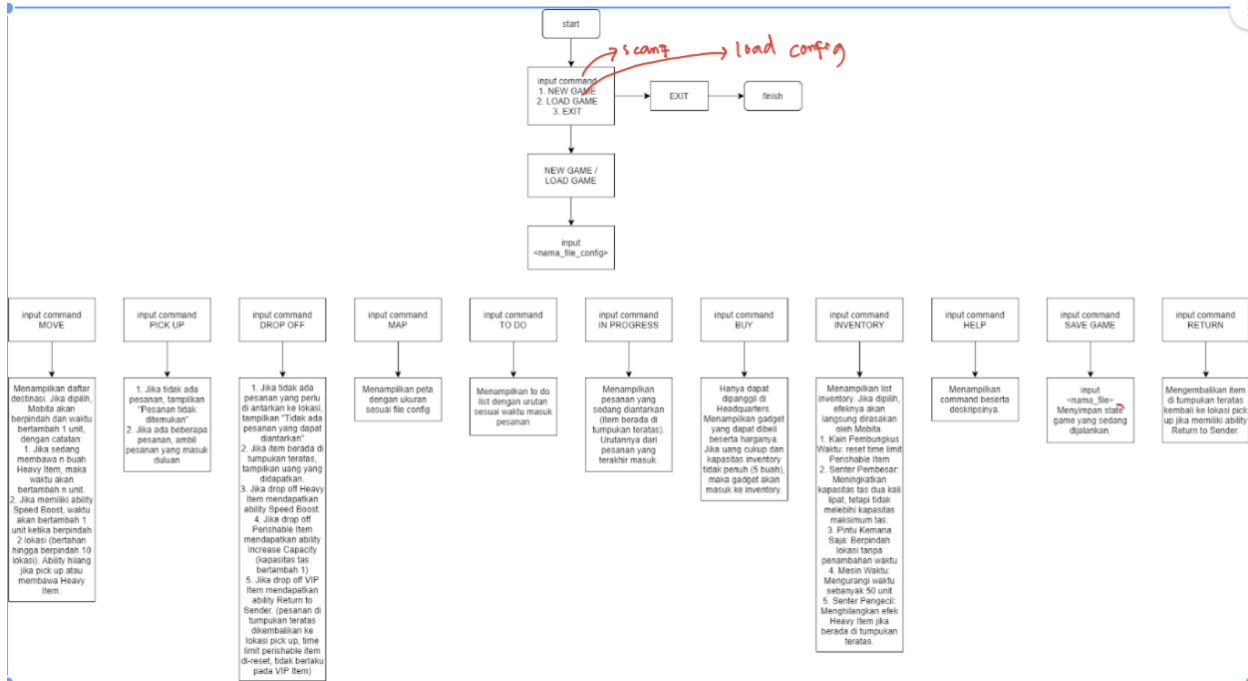 start
scanf
load config
input command
1. NEW GAME
2. LOAD GAME
3. EXIT
EXIT
finish
NEW GAME /
LOAD GAME
input
<nama_file_config>
input command
MOVE
input command
PICK UP
input command
DROP OFF
input command
MAP
input command
TO DO
input command
IN PROGRESS
input command
BUY
input command
INVENTORY
input command
HELP
input command
SAVE GAME
input command
RETURN
Menampilkan daftar
destinasi. Jika dipilih,
Mobita akan
berpindah dan waktu
bertambah 1 unit,
dengan catatan:
1. Jika sedang
membawa n buah
Heavy Item, maka
waktu akan
bertambah n unit.
2. Jika memiliki ability
Speed Boost, waktu
akan bertambah 1
unit ketika berpindah
2 lokasi (bertahan
hingga berpindah 10
lokasi). Ability hilang
jika pick up atau
membawa Heavy
Item.
1. Jika tidak ada
pesanan, tampilkan
"Pesanan tidak
ditemukan"
2. Jika ada beberapa
pesanan, ambil
pesanan yang masuk
duluan
1. Jika tidak ada
pesanan yang perlu
di antarkan ke lokasi,
tampilkan "Tidak ada
pesanan yang dapat
diantarkan"
2. Jika item berada di
tumpukan teratas,
tampilkan uang yang
didapatkan.
3. Jika drop off Heavy
Item mendapatkan
ability Speed Boost.
4. Jika drop off
Perishable Item
mendapatkan ability
Increase Capacity
(kapasitas tas
bertambah 1)
5. Jika drop off VIP
Item mendapatkan
ability Return to
Sender. (pesanan di
tumpukan teratas
dikembalikan ke
lokasi pick up, time
limit perishable item
di-reset, tidak berlaku
pada VIP Item)
Menampilkan peta
dengan ukuran
sesuai file config
Menampilkan to do
list dengan urutan
sesuai waktu masuk
pesanan
Menampilkan
pesanan yang
sedang diantarkan
(item berada di
tumpukan teratas).
Urutannya dari
pesanan yang
terakhir masuk.
Hanya dapat
dipanggil di
Headquarters.
Menampilkan gadget
yang dapat dibeli
beserta harganya.
Jika uang cukup dan
kapasitas inventory
tidak penuh (5 buah),
maka gadget akan
masuk ke inventory.
Menampilkan list
inventory. Jika dipilih,
efeknya akan
langsung dirasakan
oleh Mobita.
1. Kain Pembungkus
Waktu: reset time limit
Perishable Item
2. Senter Pembesar:
Meningkatkan
kapasitas tas dua kali
lipat, tetapi tidak
melebihi kapasitas
maksimum tas.
3. Pintu Kemana
Saja: Berpindah
lokasi tanpa
penambahan waktu
4. Mesin Waktu:
Mengurangi waktu
sebanyak 50 unit
5. Senter Pengecil:
Menghilangkan efek
Heavy Item jika
berada di tumpukan
teratas.
Menampilkan
command beserta
deskripsinya.
input
<nama_file>
Menyimpan state
game yang sedang
dijalankan.
Mengembalikan item
di tumpukan teratas
kembali ke lokasi pick
up jika memiliki ability
Return to Sender.